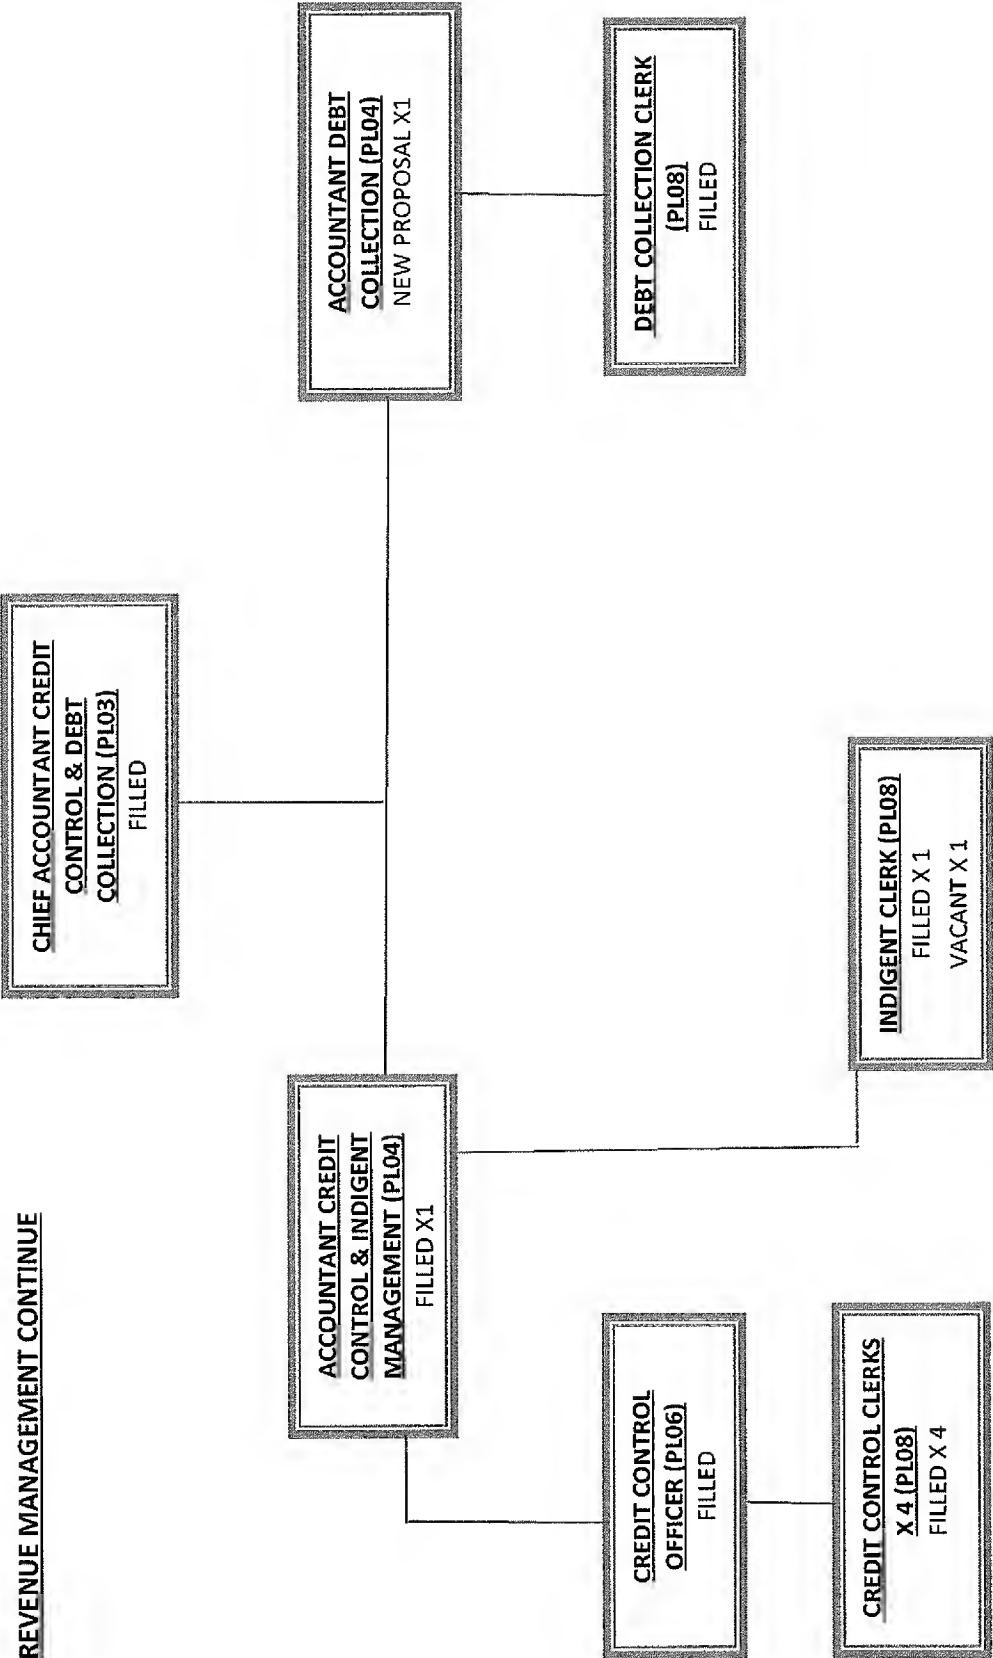 REVENUE MANAGEMENT CONTINUE
CHIEF ACCOUNTANT CREDIT
CONTROL & DEBT
COLLECTION (PL03)
FILLED
ACCOUNTANT CREDIT
CONTROL & INDIGENT
MANAGEMENT (PL04)
FILLED X1
ACCOUNTANT DEBT
COLLECTION (PL04)
NEW PROPOSAL X1
CREDIT CONTROL
OFFICER (PL06)
FILLED
DEBT COLLECTION CLERK
(PL08)
FILLED
CREDIT CONTROL CLERKS
X 4 (PL08)
FILLED X 4
INDIGENT CLERK (PL08)
FILLED X 1
VACANT X 1